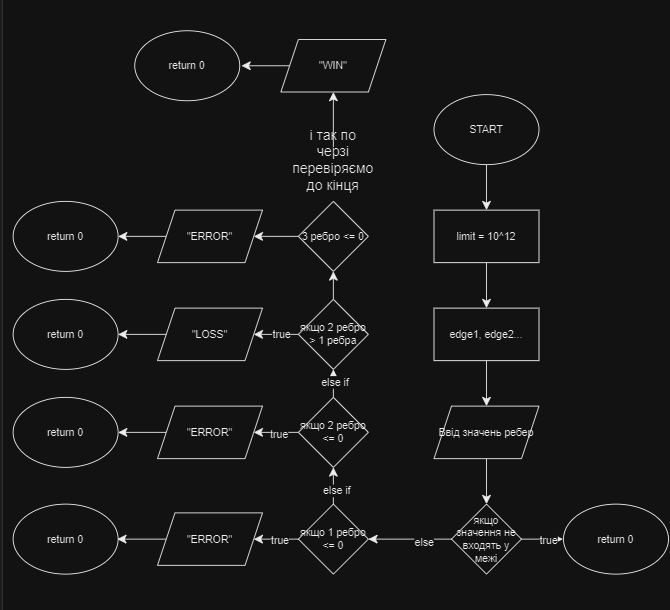 return 0
"WIN"
START
і так по
черзі
перевіряємо
до кінця
return 0
"ERROR"
3 ребро <= 0
limit = 10^12
return 0
"LOSS"
true
якщо 2 ребро
> 1 ребра
edge1, edge2...
else if
return 0
"ERROR"
true
якщо 2 ребро
<= 0
Ввід значень ребер
else if
return 0
"ERROR"
true
якщо 1 ребро
<= 0
else
якщо
значення не
входять у
межі
true
return 0